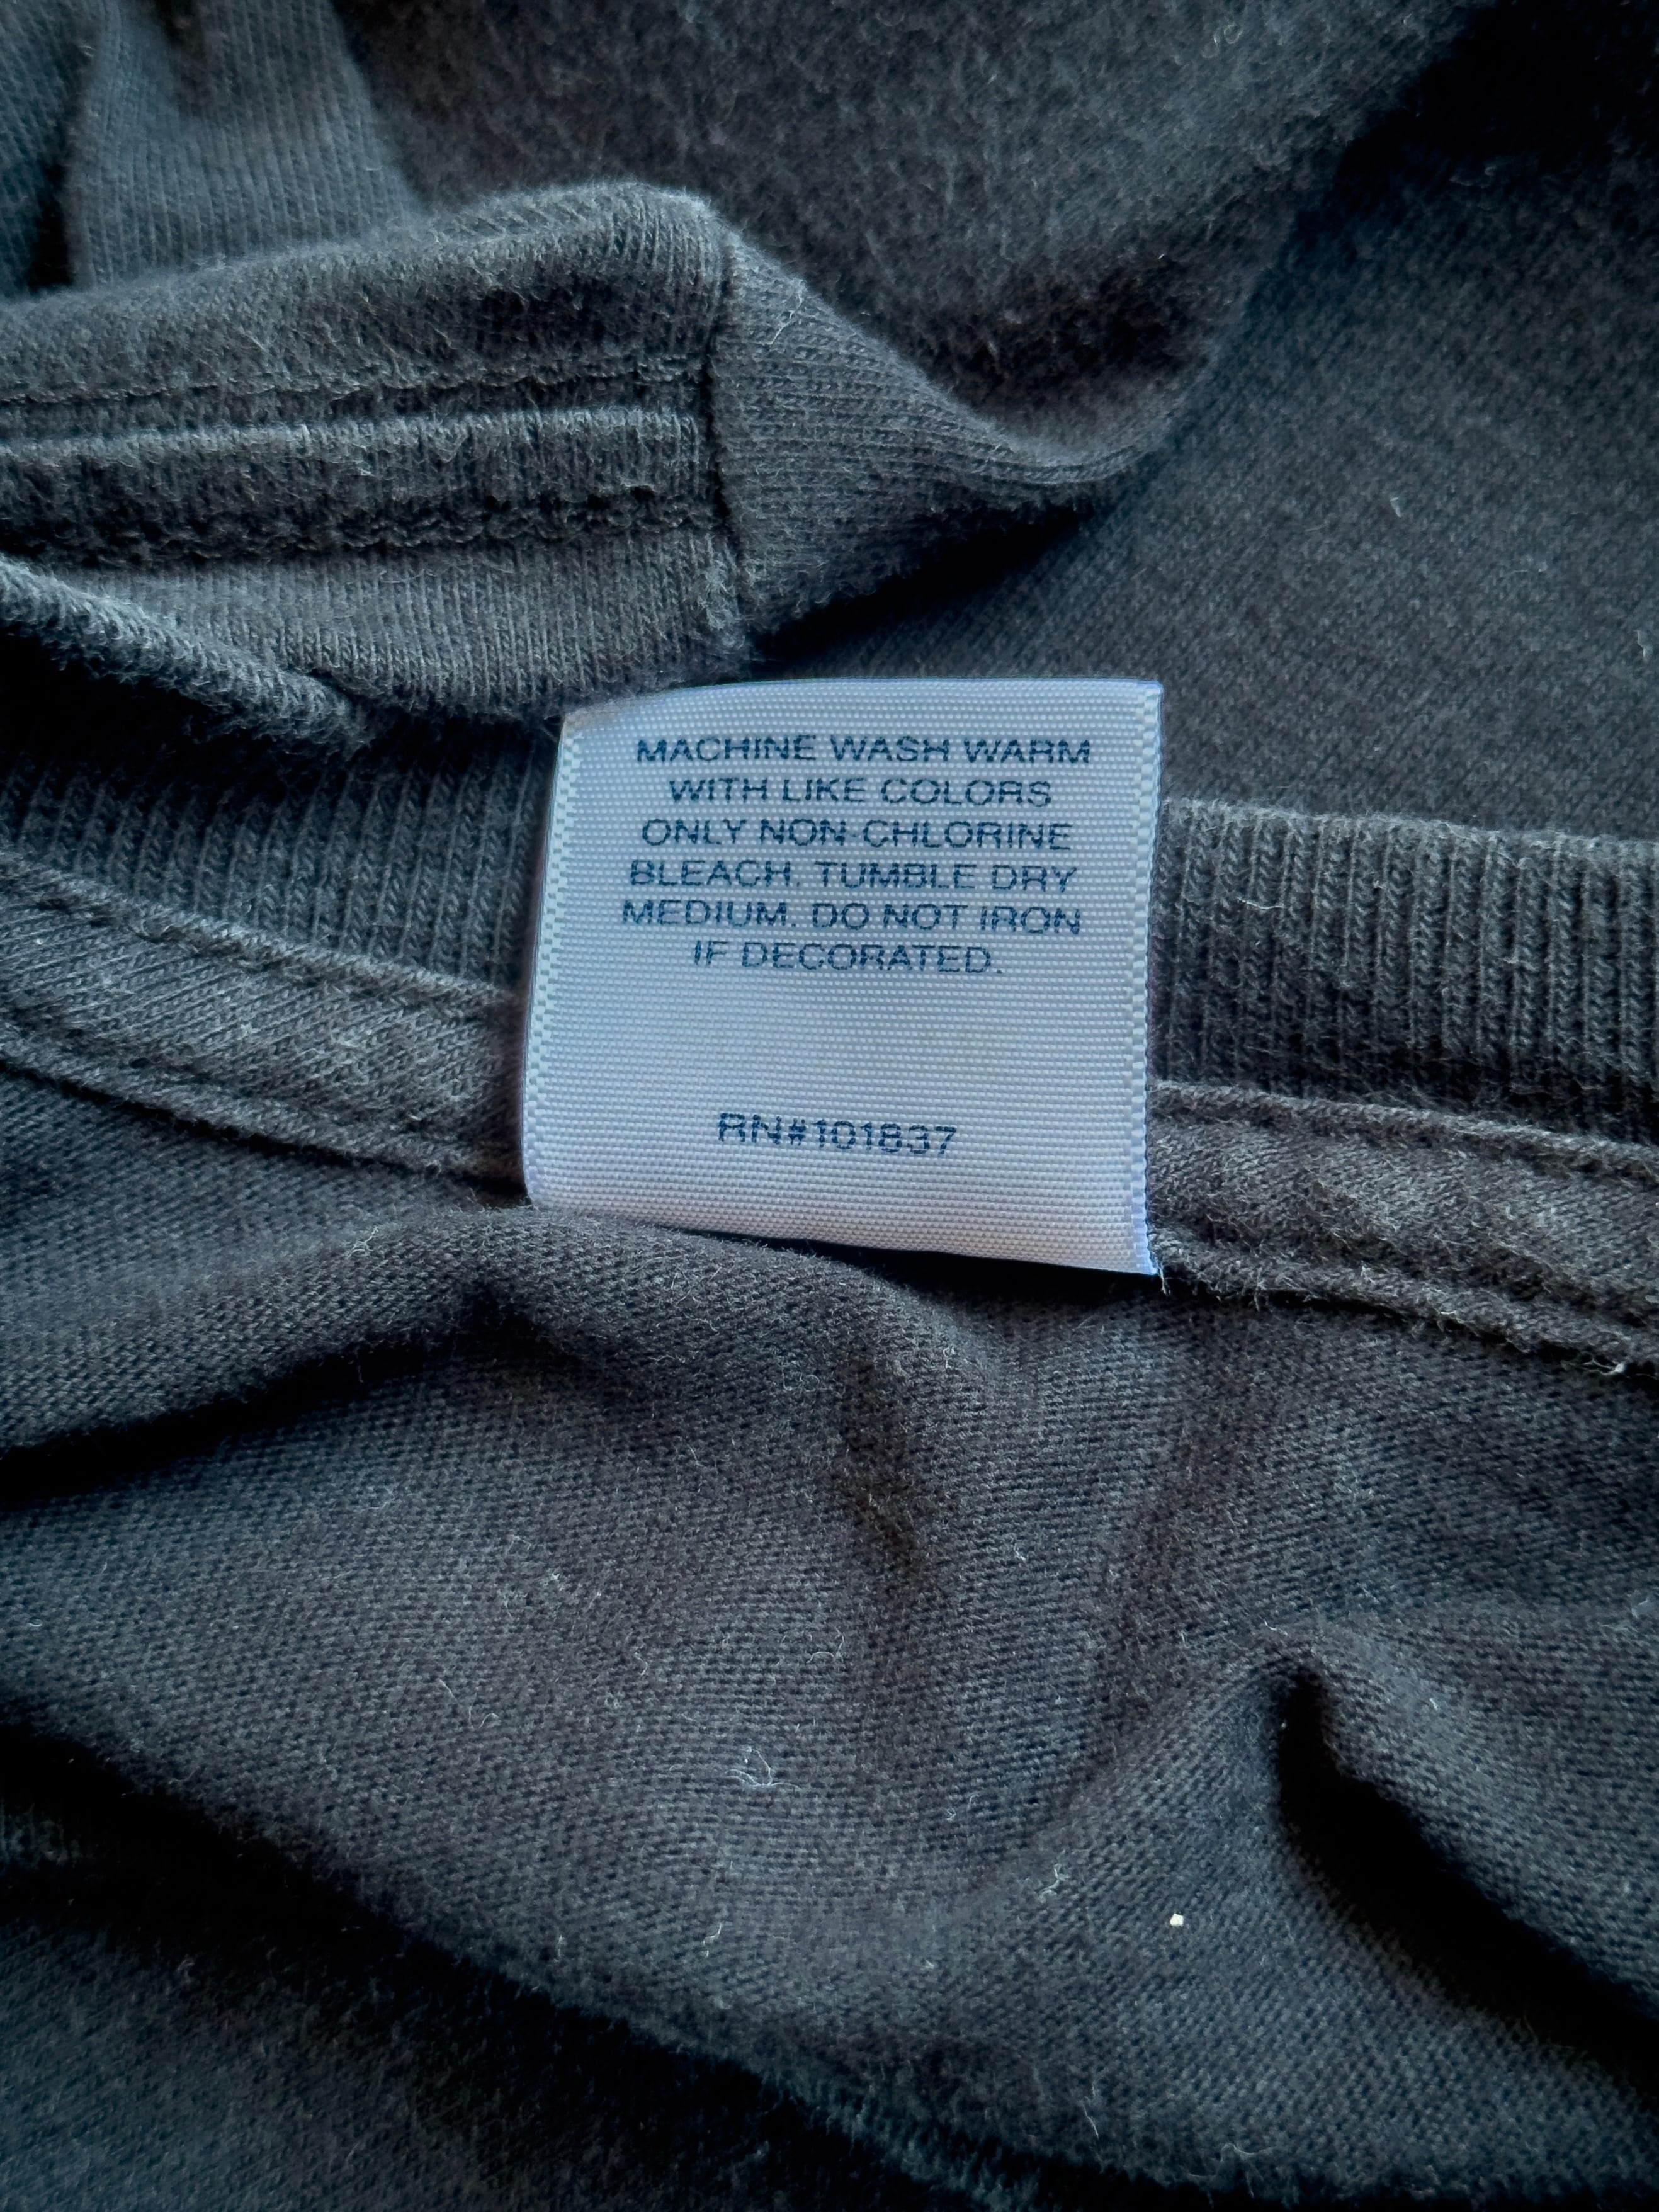 MACHINE WASH WARM
WITH LIKE COLORS
ONLY NON-CHLORINE
BLEACH. TUMBLE DRY
MEDIUM. DO NOT IRON
IF DECORATED.
RN#101837